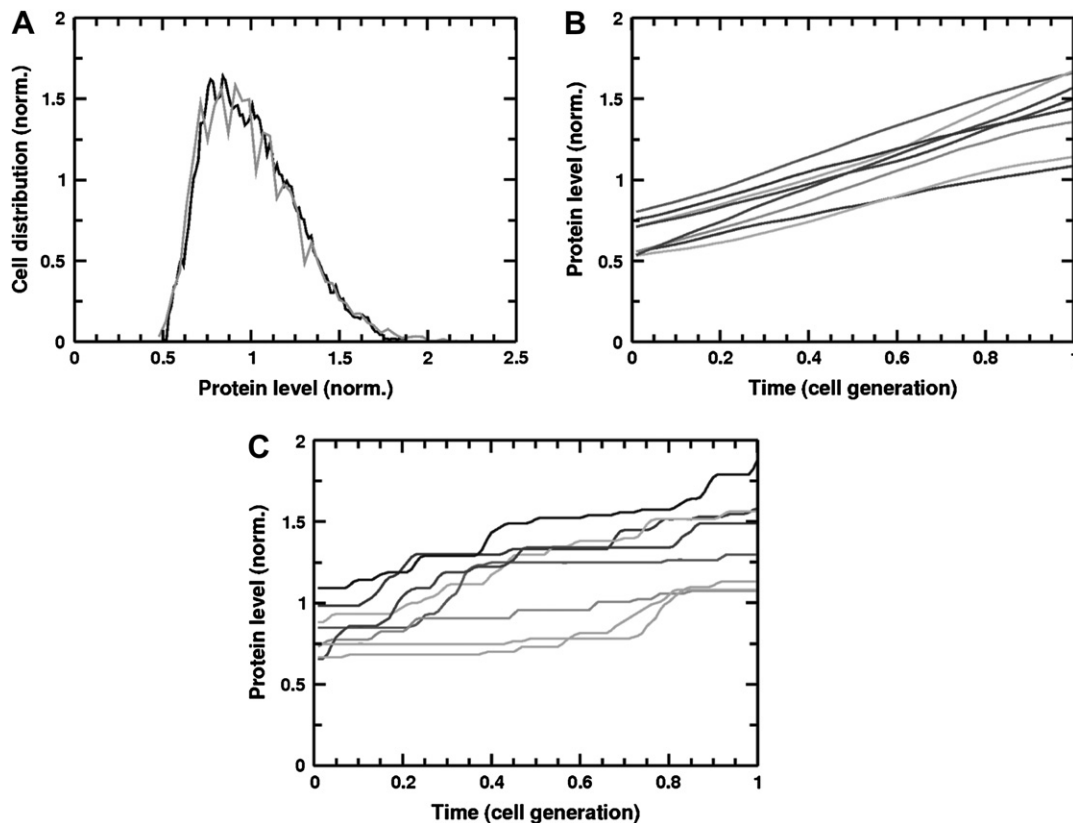 A
Cell distribution (norm.)
2
1.5
1
0.5
0
0 0.5 1 1.5 2 2.5
Protein level (norm.)
B
Protein level (norm.)
2
1.5
1
0.5
0
0 0.2 0.4 0.6 0.8 1
Time (cell generation)
C
Protein level (norm.)
2
1.5
1
0.5
0
0 0.2 0.4 0.6 0.8 1
Time (cell generation)